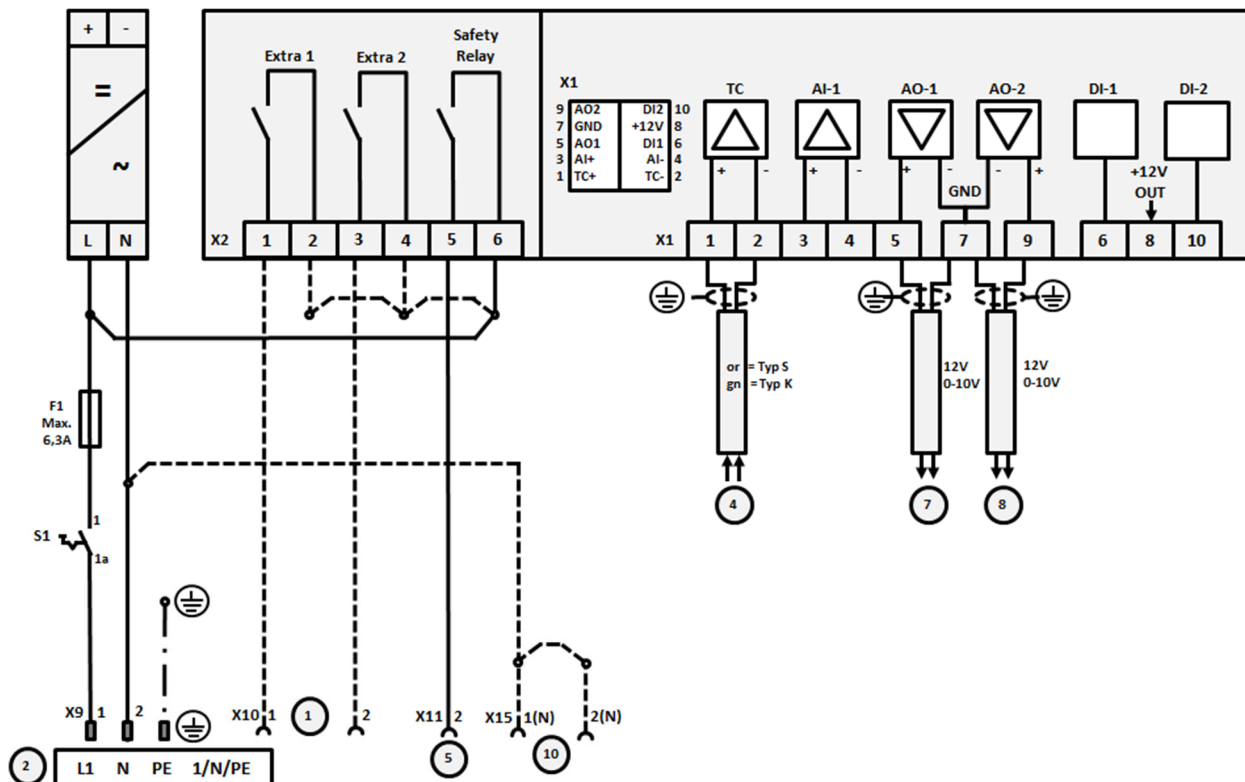 + -
=
~
L N
Extra 1 Extra 2 Safety
Relay
X2 1 2 3 4 5 6
X1
9 AO2 DI2 10
7 GND +12V 8
5 AO1 DI1 6
3 AI+ AI- 4
1 TC+ TC- 2
TC AI-1 AO-1 AO-2 DI-1 DI-2
+ - + - + - - +
GND
+12V
OUT
X1 1 2 3 4 5 7 9 6 8 10
or = Typ S
gn =Typ K
12V
0-10V
12V
0-10V
4 7 8
F1
Max.
6,3A
S1 1
1a
X9 1 2
X10 1 1 2
X11 2
5
X15 1(N) 2(N)
10
2 L1 N PE 1/N/PE